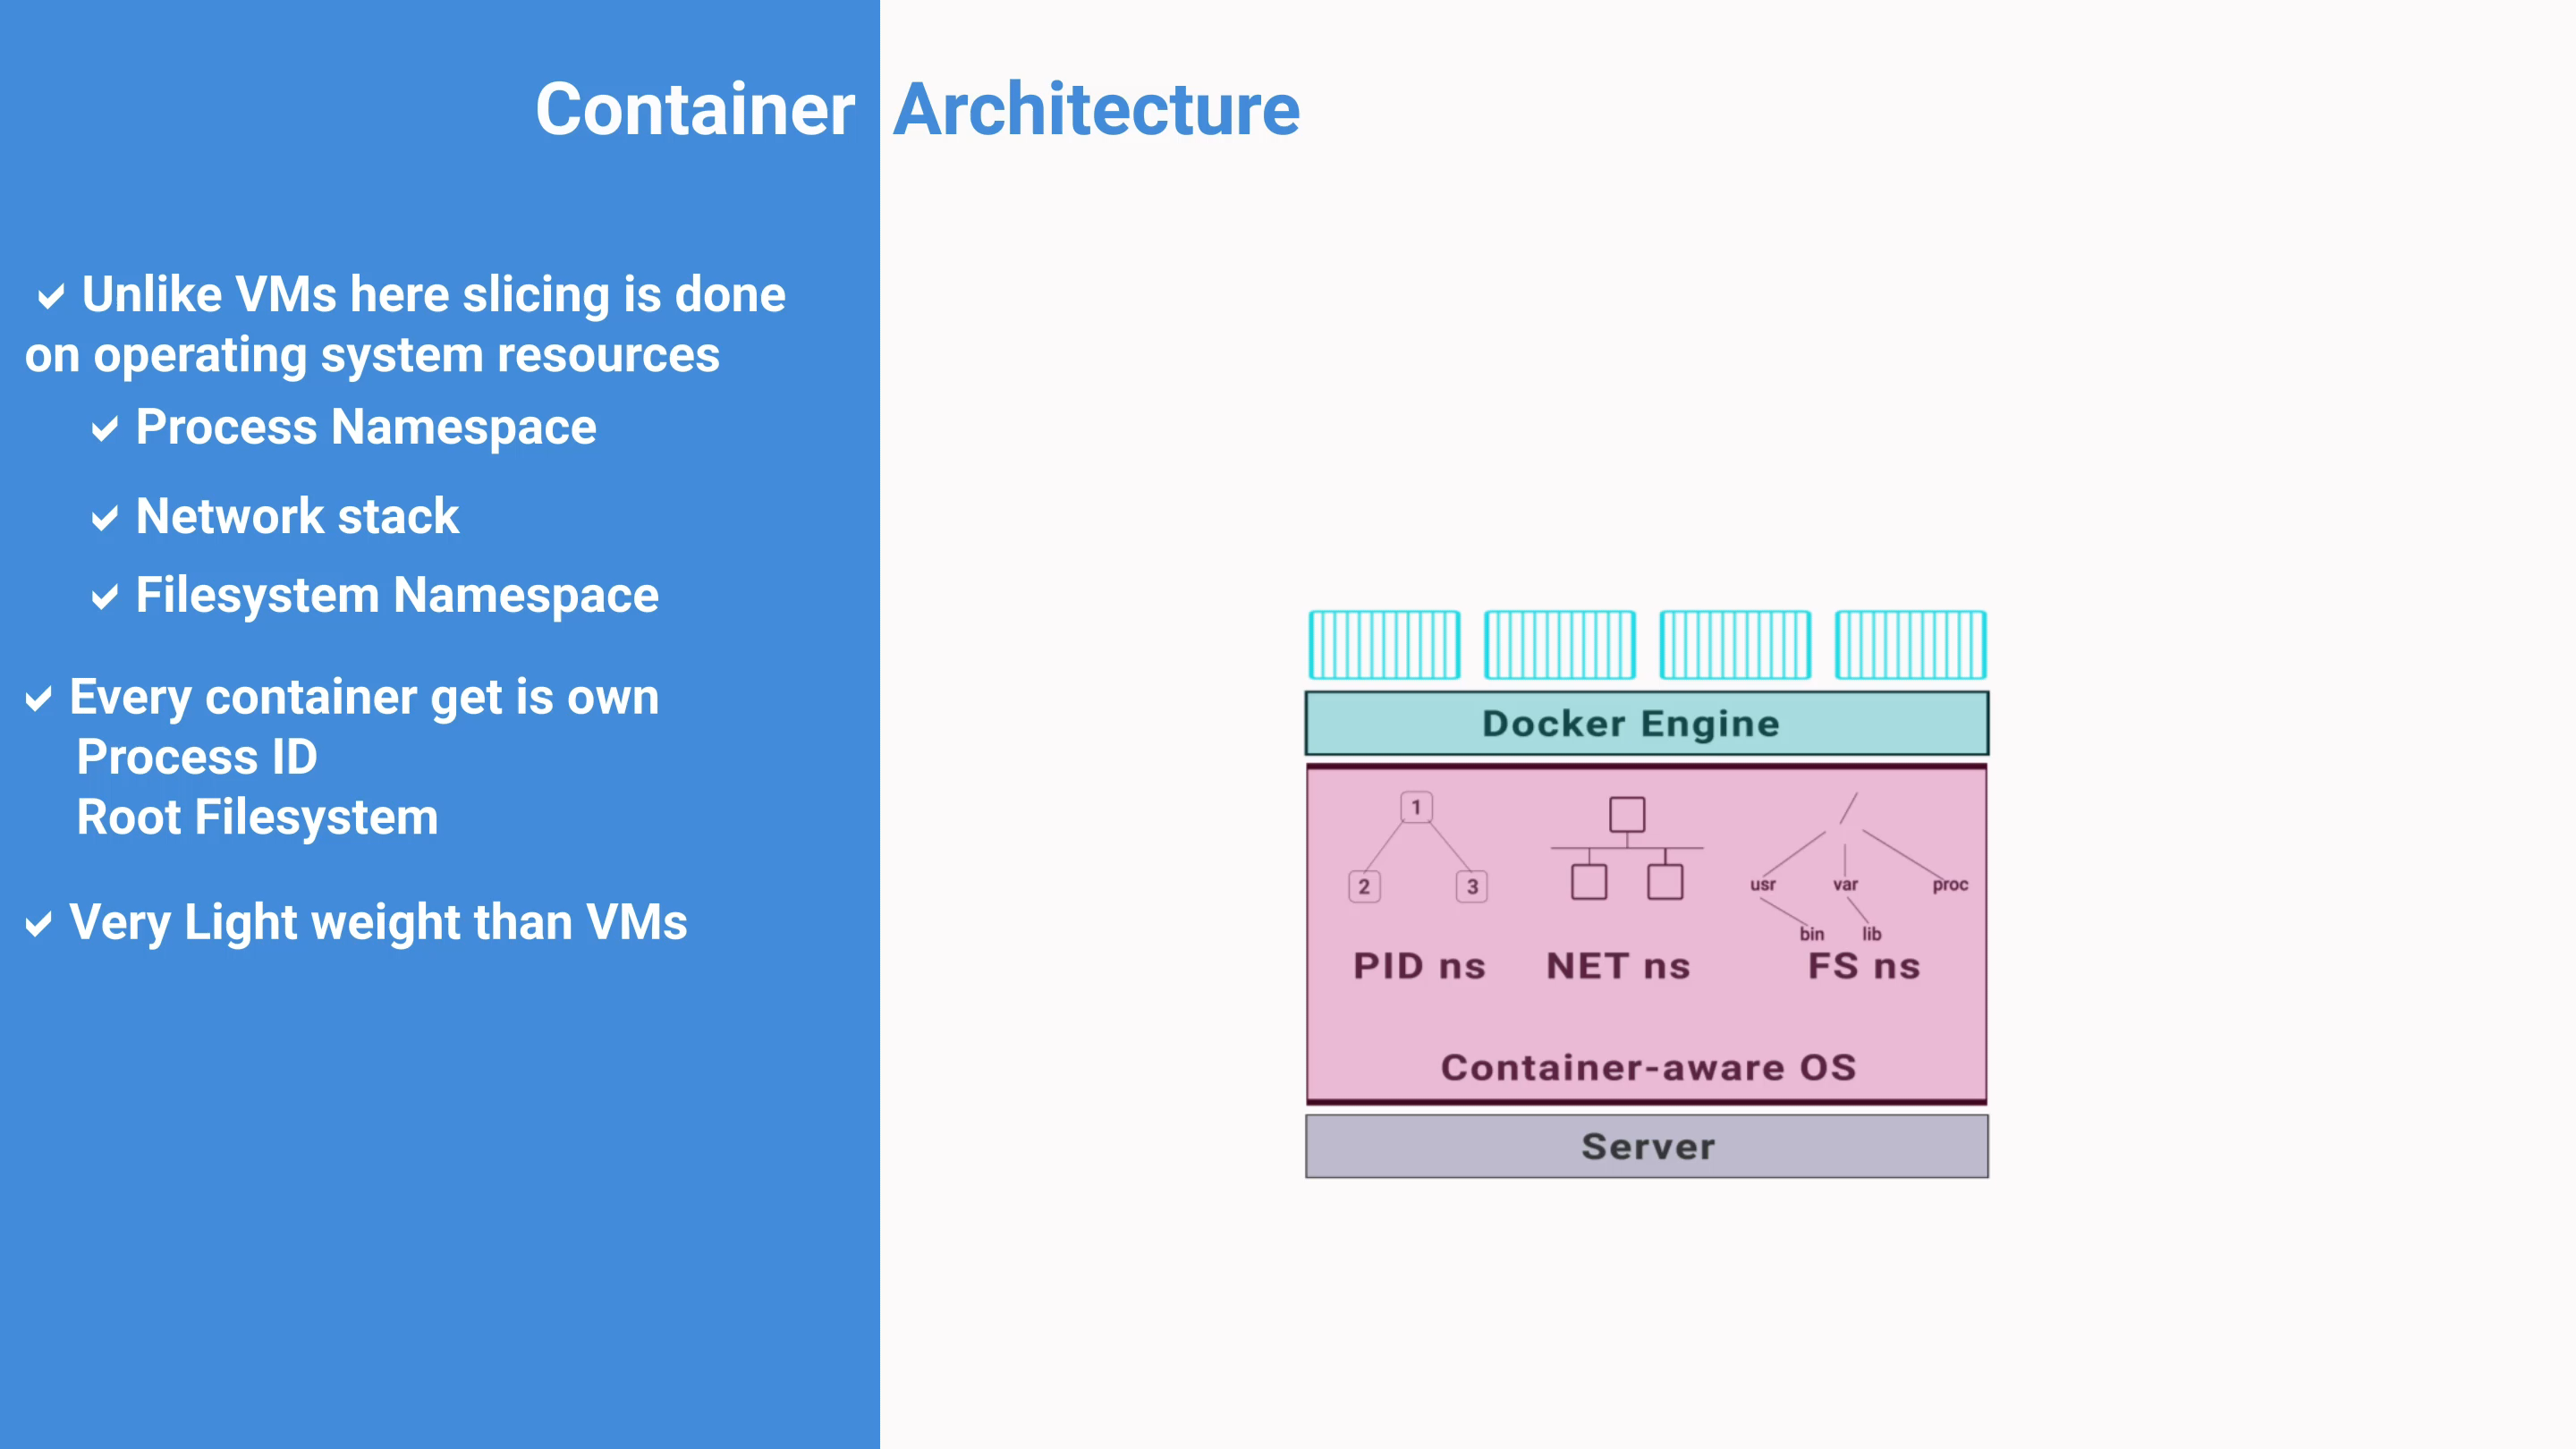 Container Architecture
Unlike VMs here slicing is done
on operating system resources
Process Namespace
Network stack
Filesystem Namespace
Every container get is own
Process ID
Root Filesystem
Very Light weight than VMs
Docker Engine
1
2 3
/
usr var proc
bin lib
PID ns NET ns FS ns
Container-aware OS
Server